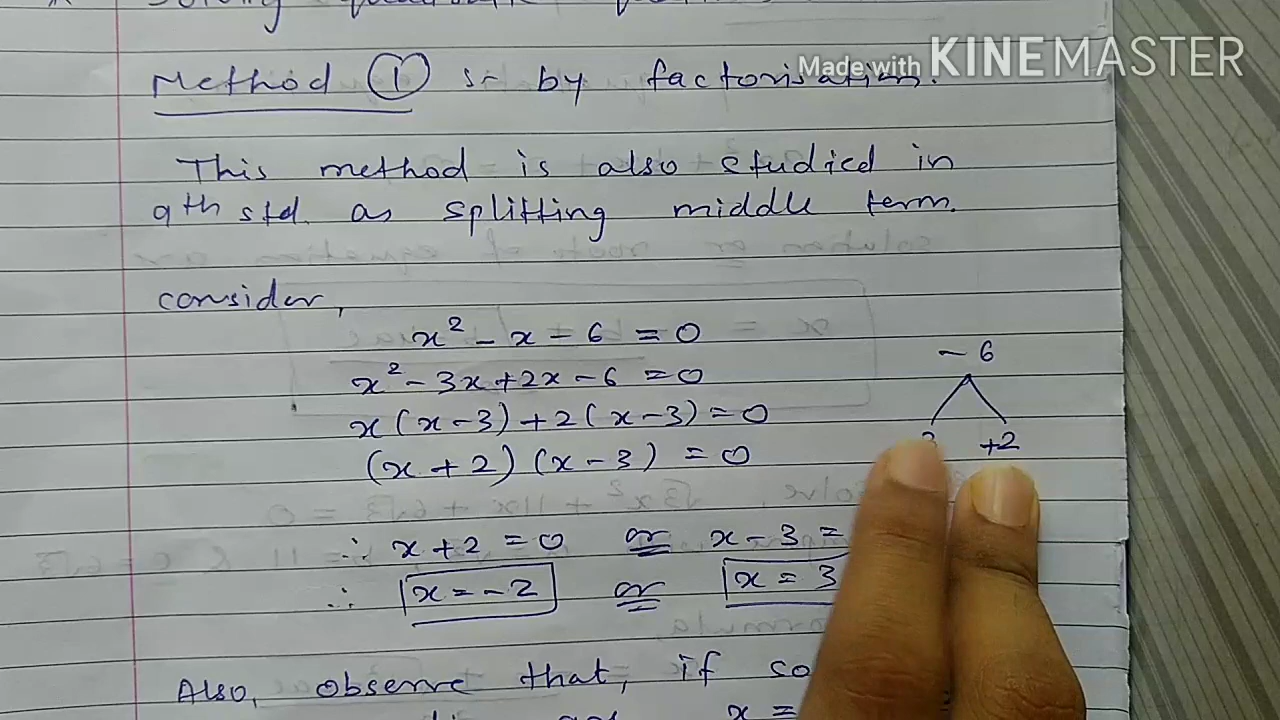 Made with KINEMASTER
Method ① :- by factorisation.
This method is also studied in
9th std. as splitting middle term.
consider,
x² - x - 6 = 0
x² - 3x + 2x - 6 = 0
x(x-3) + 2(x-3) = 0
(x + 2) (x - 3) = 0
- 6
+2
∴ x + 2 = 0 or x - 3 =
∴ x = - 2 or x = 3
Also, observe that, if
x =